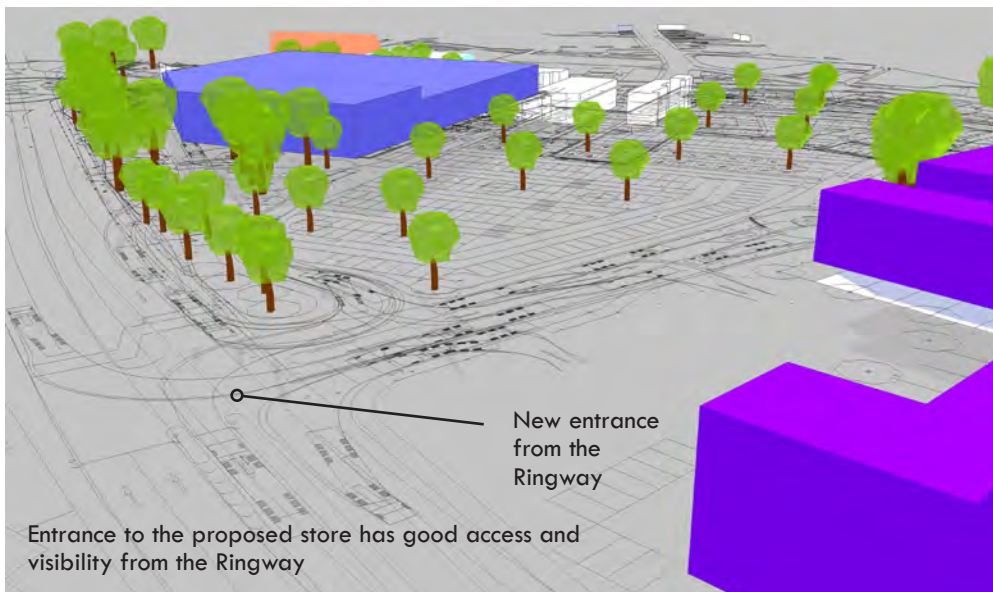 New entrance
from the
Ringway
Entrance to the proposed store has good access and
visibility from the Ringway